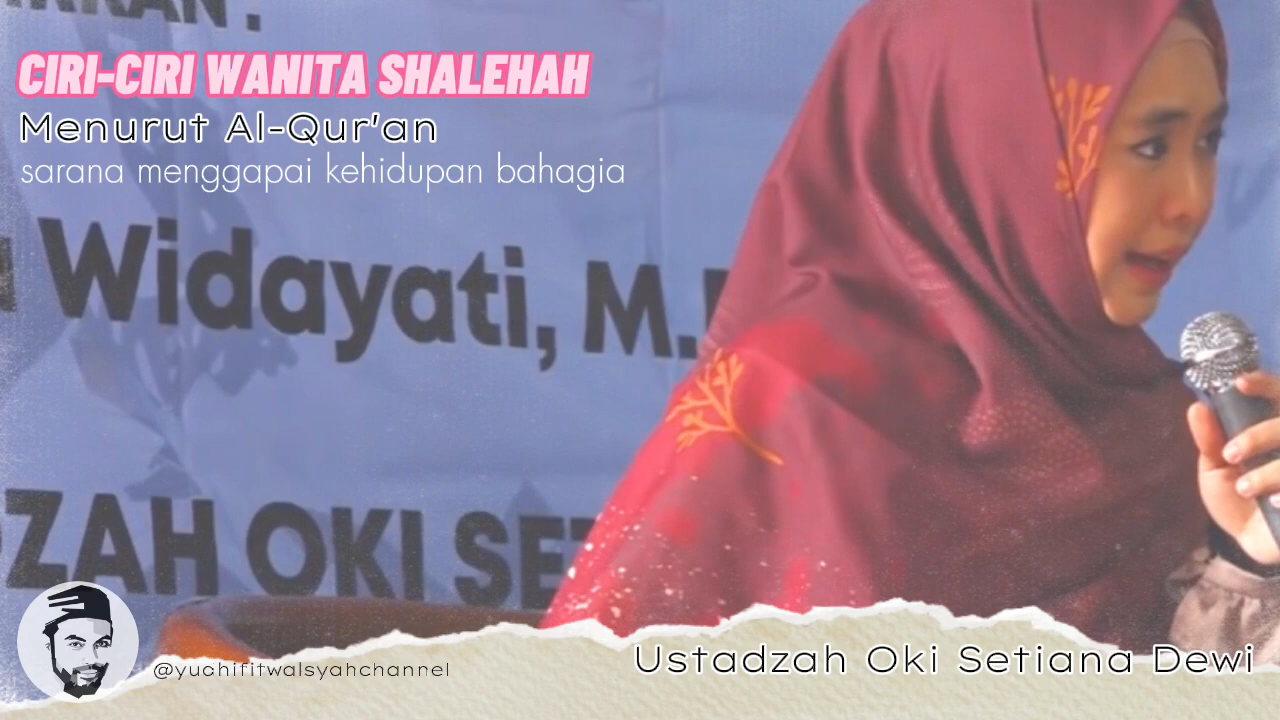 CIRI-CIRI WANITA SHALEHAH
Menurut Al-Qur'an
sarana menggapai kehidupan bahagia
Widayati, M.
ZAH OKI SE
@yuchifitwalsyahchannel
Ustadzah Oki Setiana Dewi